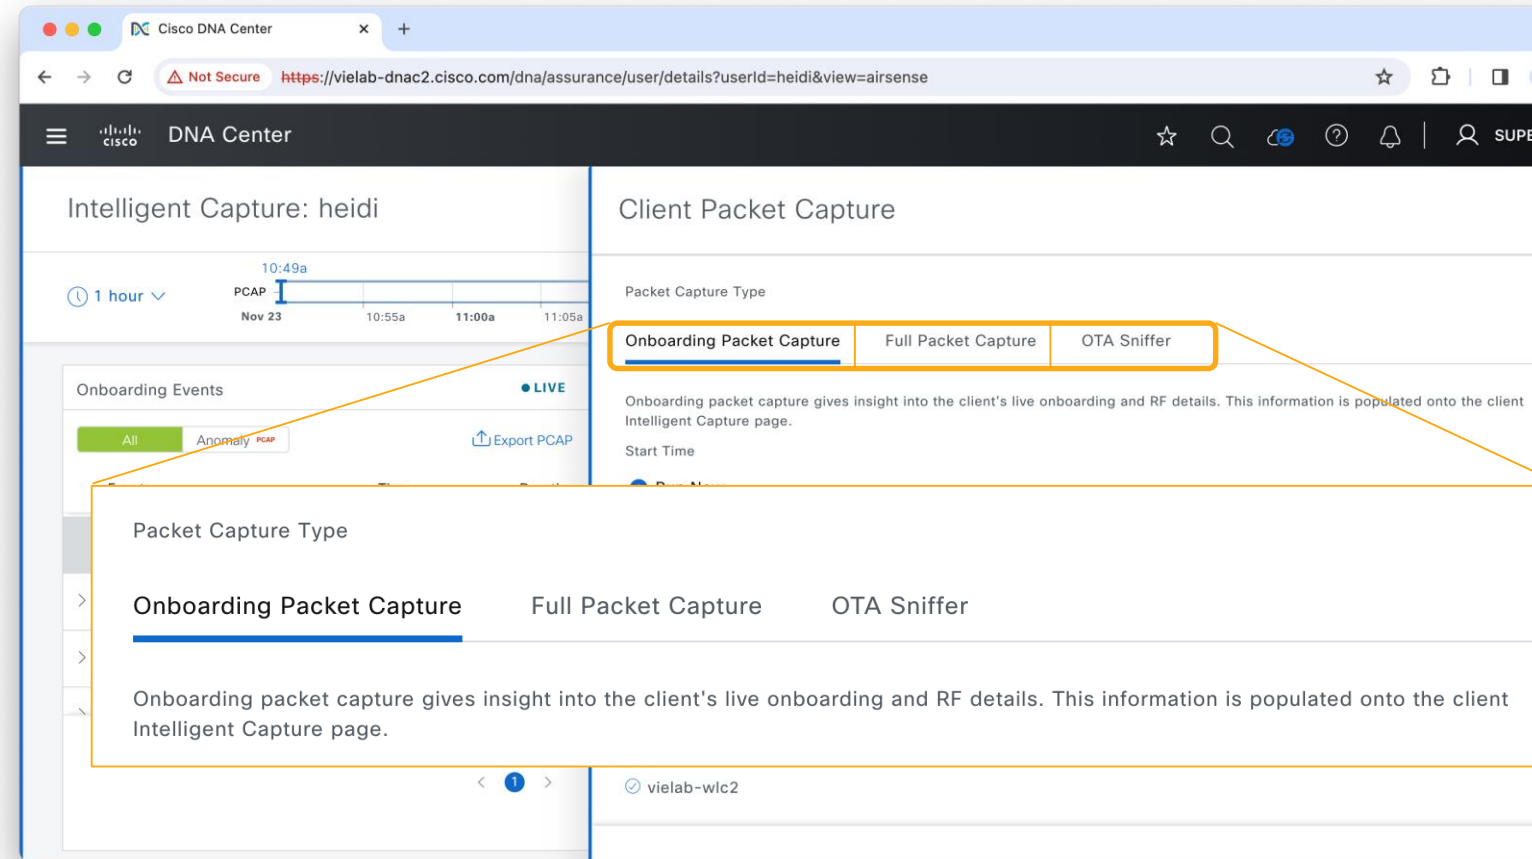 Cisco DNA Center
Not Secure https://vielab-dnac2.cisco.com/dna/assurance/user/details?userId=heidi&view=airsense
cisco DNA Center
SUPE
Intelligent Capture: heidi
Client Packet Capture
1 hour
10:49a
PCAP
Nov 23 10:55a 11:00a 11:05a
Packet Capture Type
Onboarding Packet Capture Full Packet Capture OTA Sniffer
Onboarding packet capture gives insight into the client's live onboarding and RF details. This information is populated onto the client
Intelligent Capture page.
Start Time
Run Now
Onboarding Events
LIVE
All Anomaly PCAP
Export PCAP
Packet Capture Type
Onboarding Packet Capture Full Packet Capture OTA Sniffer
Onboarding packet capture gives insight into the client's live onboarding and RF details. This information is populated onto the client
Intelligent Capture page.
1
vielab-wlc2